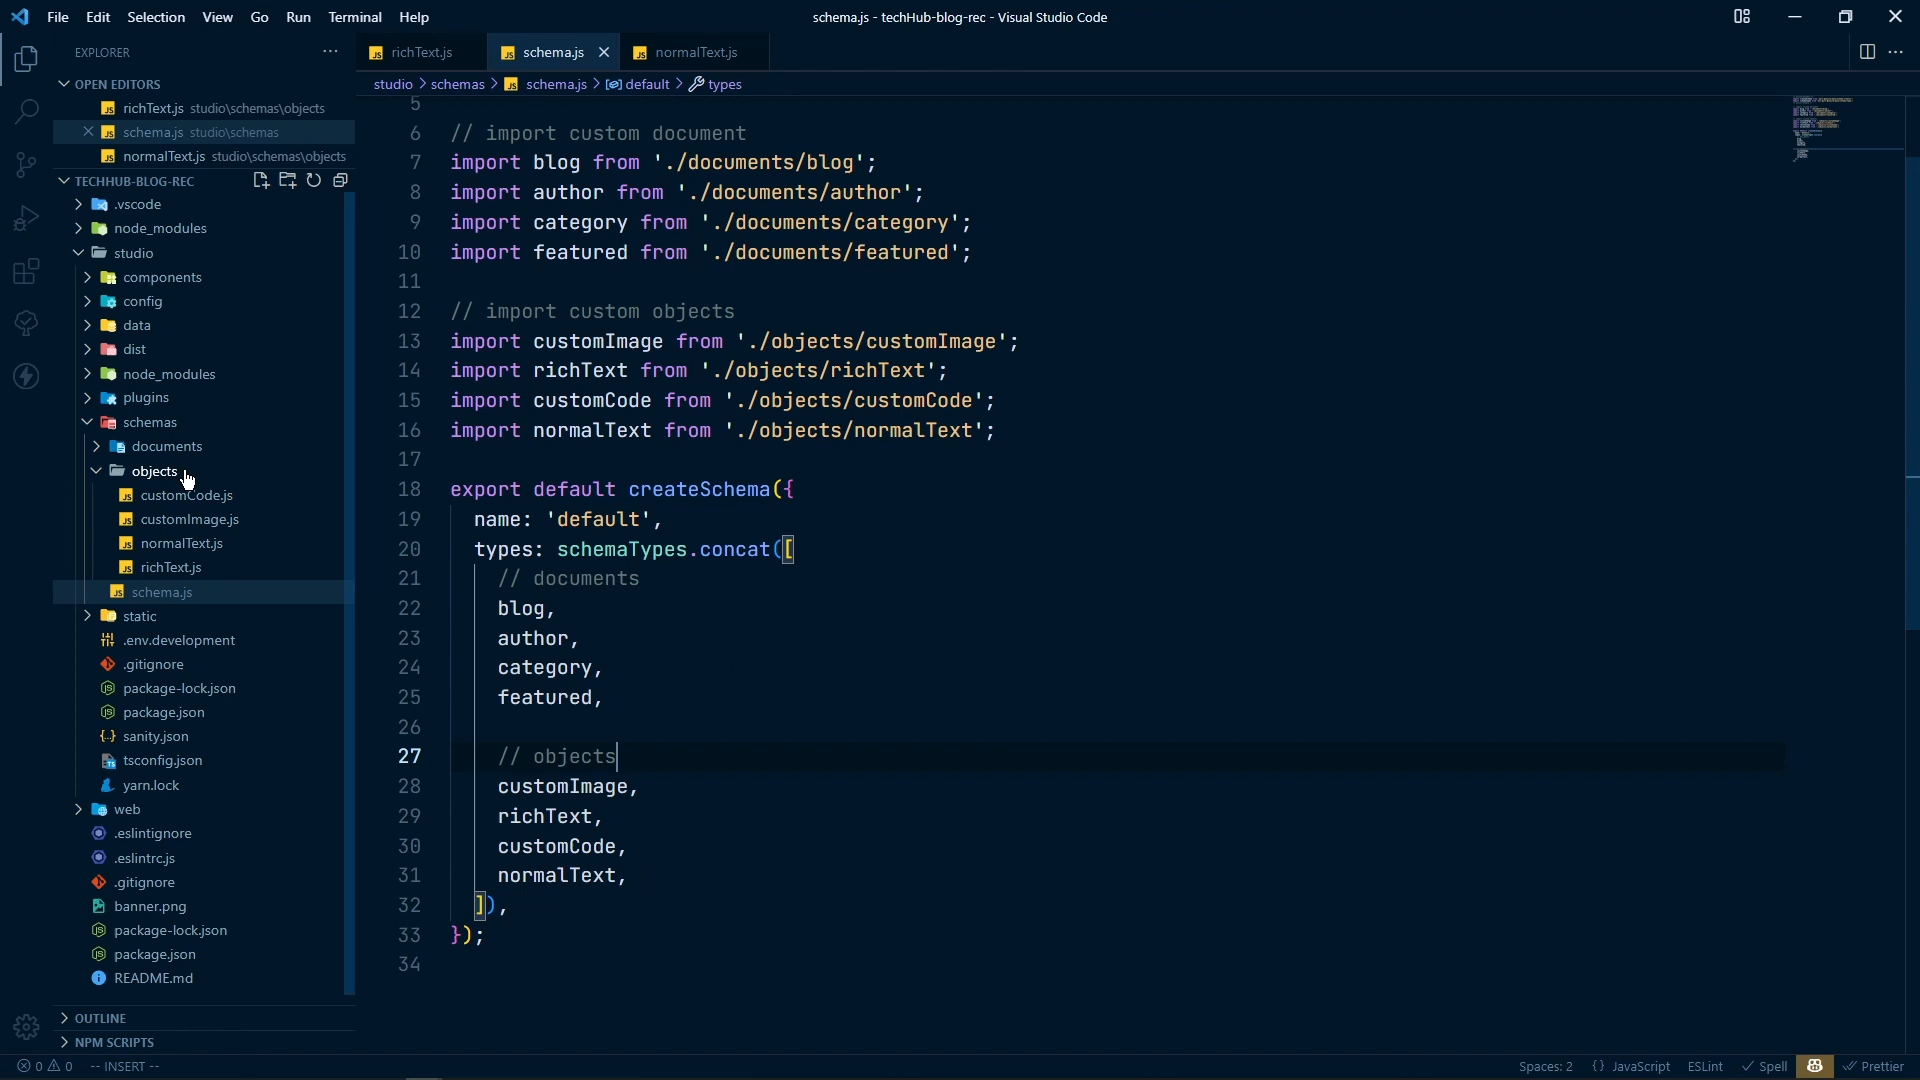 File Edit Selection View Go Run Terminal Help
schema.js - techHub-blog-rec - Visual Studio Code
EXPLORER
OPEN EDITORS
richText.js studio\schemas\objects
schema.js studio\schemas
normalText.js studio\schemas\objects
TECHHUB-BLOG-REC
.vscode
node_modules
studio
components
config
data
dist
node_modules
plugins
schemas
documents
objects
customCode.js
customImage.js
normalText.js
richText.js
schema.js
static
.env.development
.gitignore
package-lock.json
package.json
sanity.json
tsconfig.json
yarn.lock
web
.eslintignore
.eslintrc.js
.gitignore
banner.png
package-lock.json
package.json
README.md
OUTLINE
NPM SCRIPTS
richText.js schema.js normalText.js
studio > schemas > schema.js > default > types
5
6 // import custom document
7 import blog from './documents/blog';
8 import author from './documents/author';
9 import category from './documents/category';
10 import featured from './documents/featured';
11
12 // import custom objects
13 import customImage from './objects/customImage';
14 import richText from './objects/richText';
15 import customCode from './objects/customCode';
16 import normalText from './objects/normalText';
17
18 export default createSchema({
19 name: 'default',
20 types: schemaTypes.concat([
21 // documents
22 blog,
23 author,
24 category,
25 featured,
26
27 // objects
28 customImage,
29 richText,
30 customCode,
31 normalText,
32 ]),
33 });
34
0 0 -- INSERT --
Spaces: 2 {} JavaScript ESLint Spell Prettier